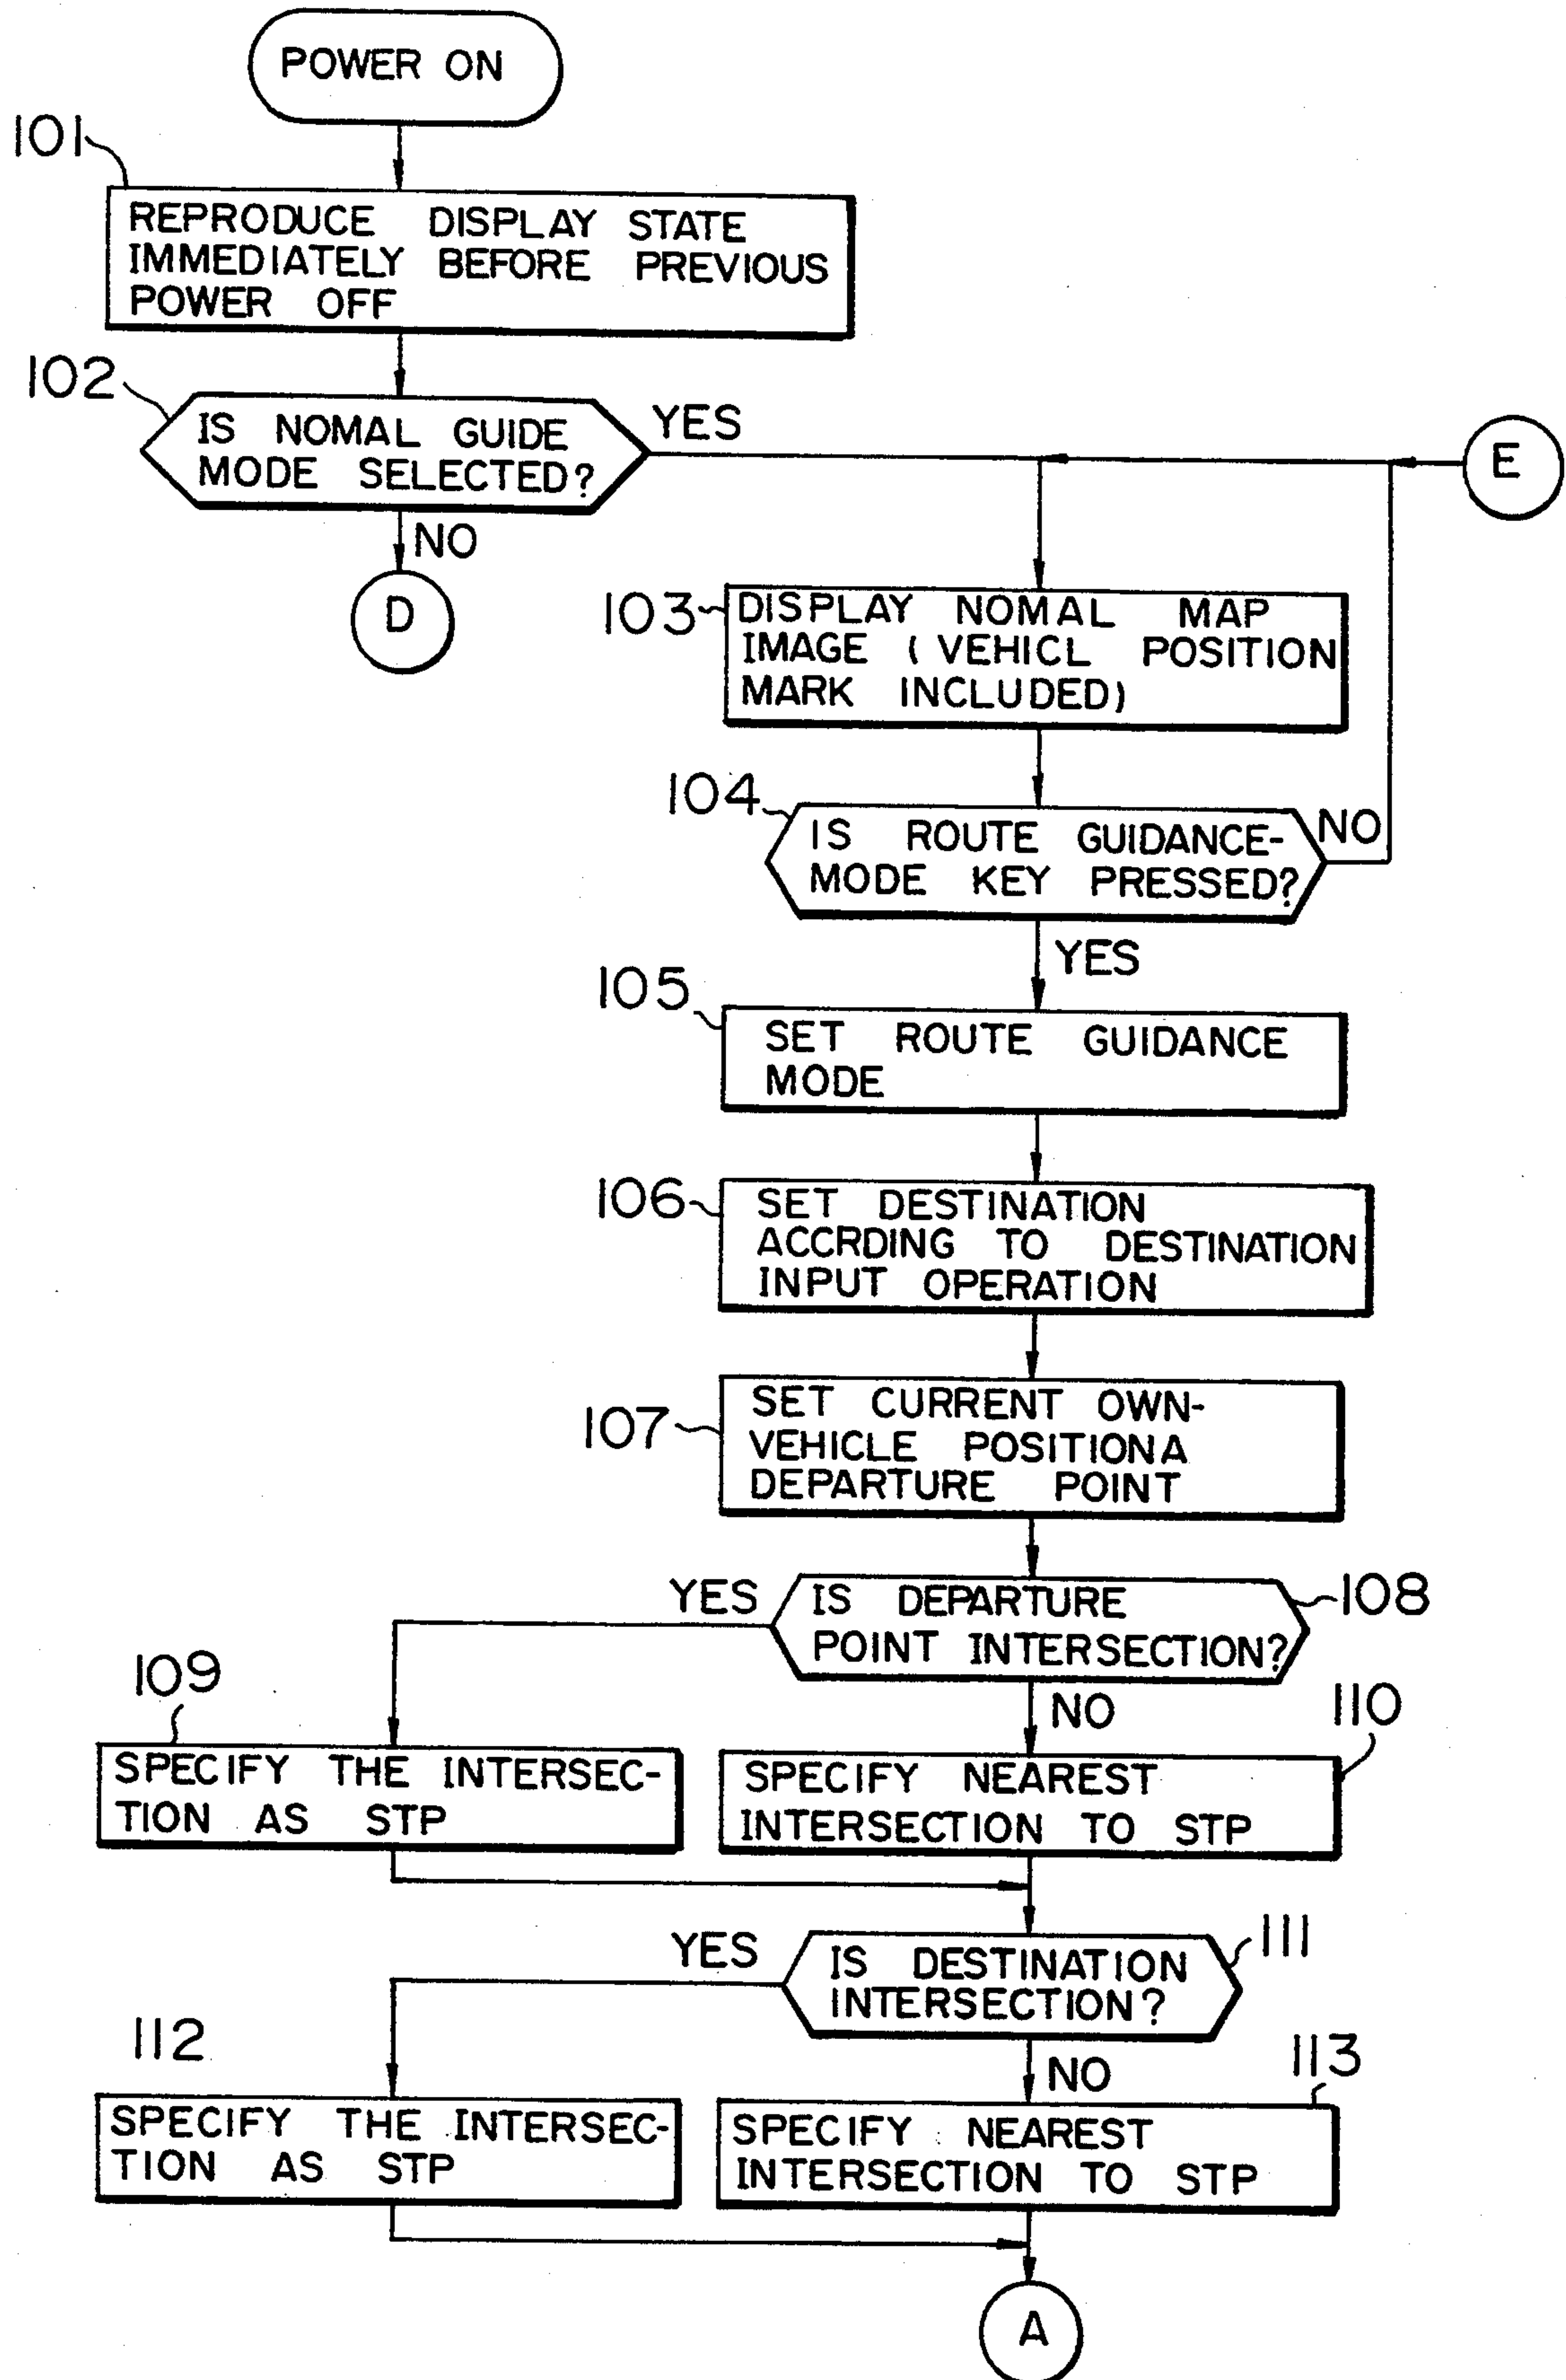 POWER ON
101
REPRODUCE DISPLAY STATE
IMMEDIATELY BEFORE PREVIOUS
POWER OFF
102
IS NOMAL GUIDE
MODE SELECTED?
YES
E
NO
D
103
DISPLAY NOMAL MAP
IMAGE (VEHICL POSITION
MARK INCLUDED)
104
IS ROUTE GUIDANCE-
MODE KEY PRESSED?
NO
YES
105
SET ROUTE GUIDANCE
MODE
106
SET DESTINATION
ACCRDING TO DESTINATION
INPUT OPERATION
107
SET CURRENT OWN-
VEHICLE POSITIONA
DEPARTURE POINT
YES
IS DEPARTURE
POINT INTERSECTION?
108
109
NO
110
SPECIFY THE INTERSEC-
TION AS STP
SPECIFY NEAREST
INTERSECTION TO STP
YES
IS DESTINATION
INTERSECTION?
111
112
NO
113
SPECIFY THE INTERSEC-
TION AS STP
SPECIFY NEAREST
INTERSECTION TO STP
A